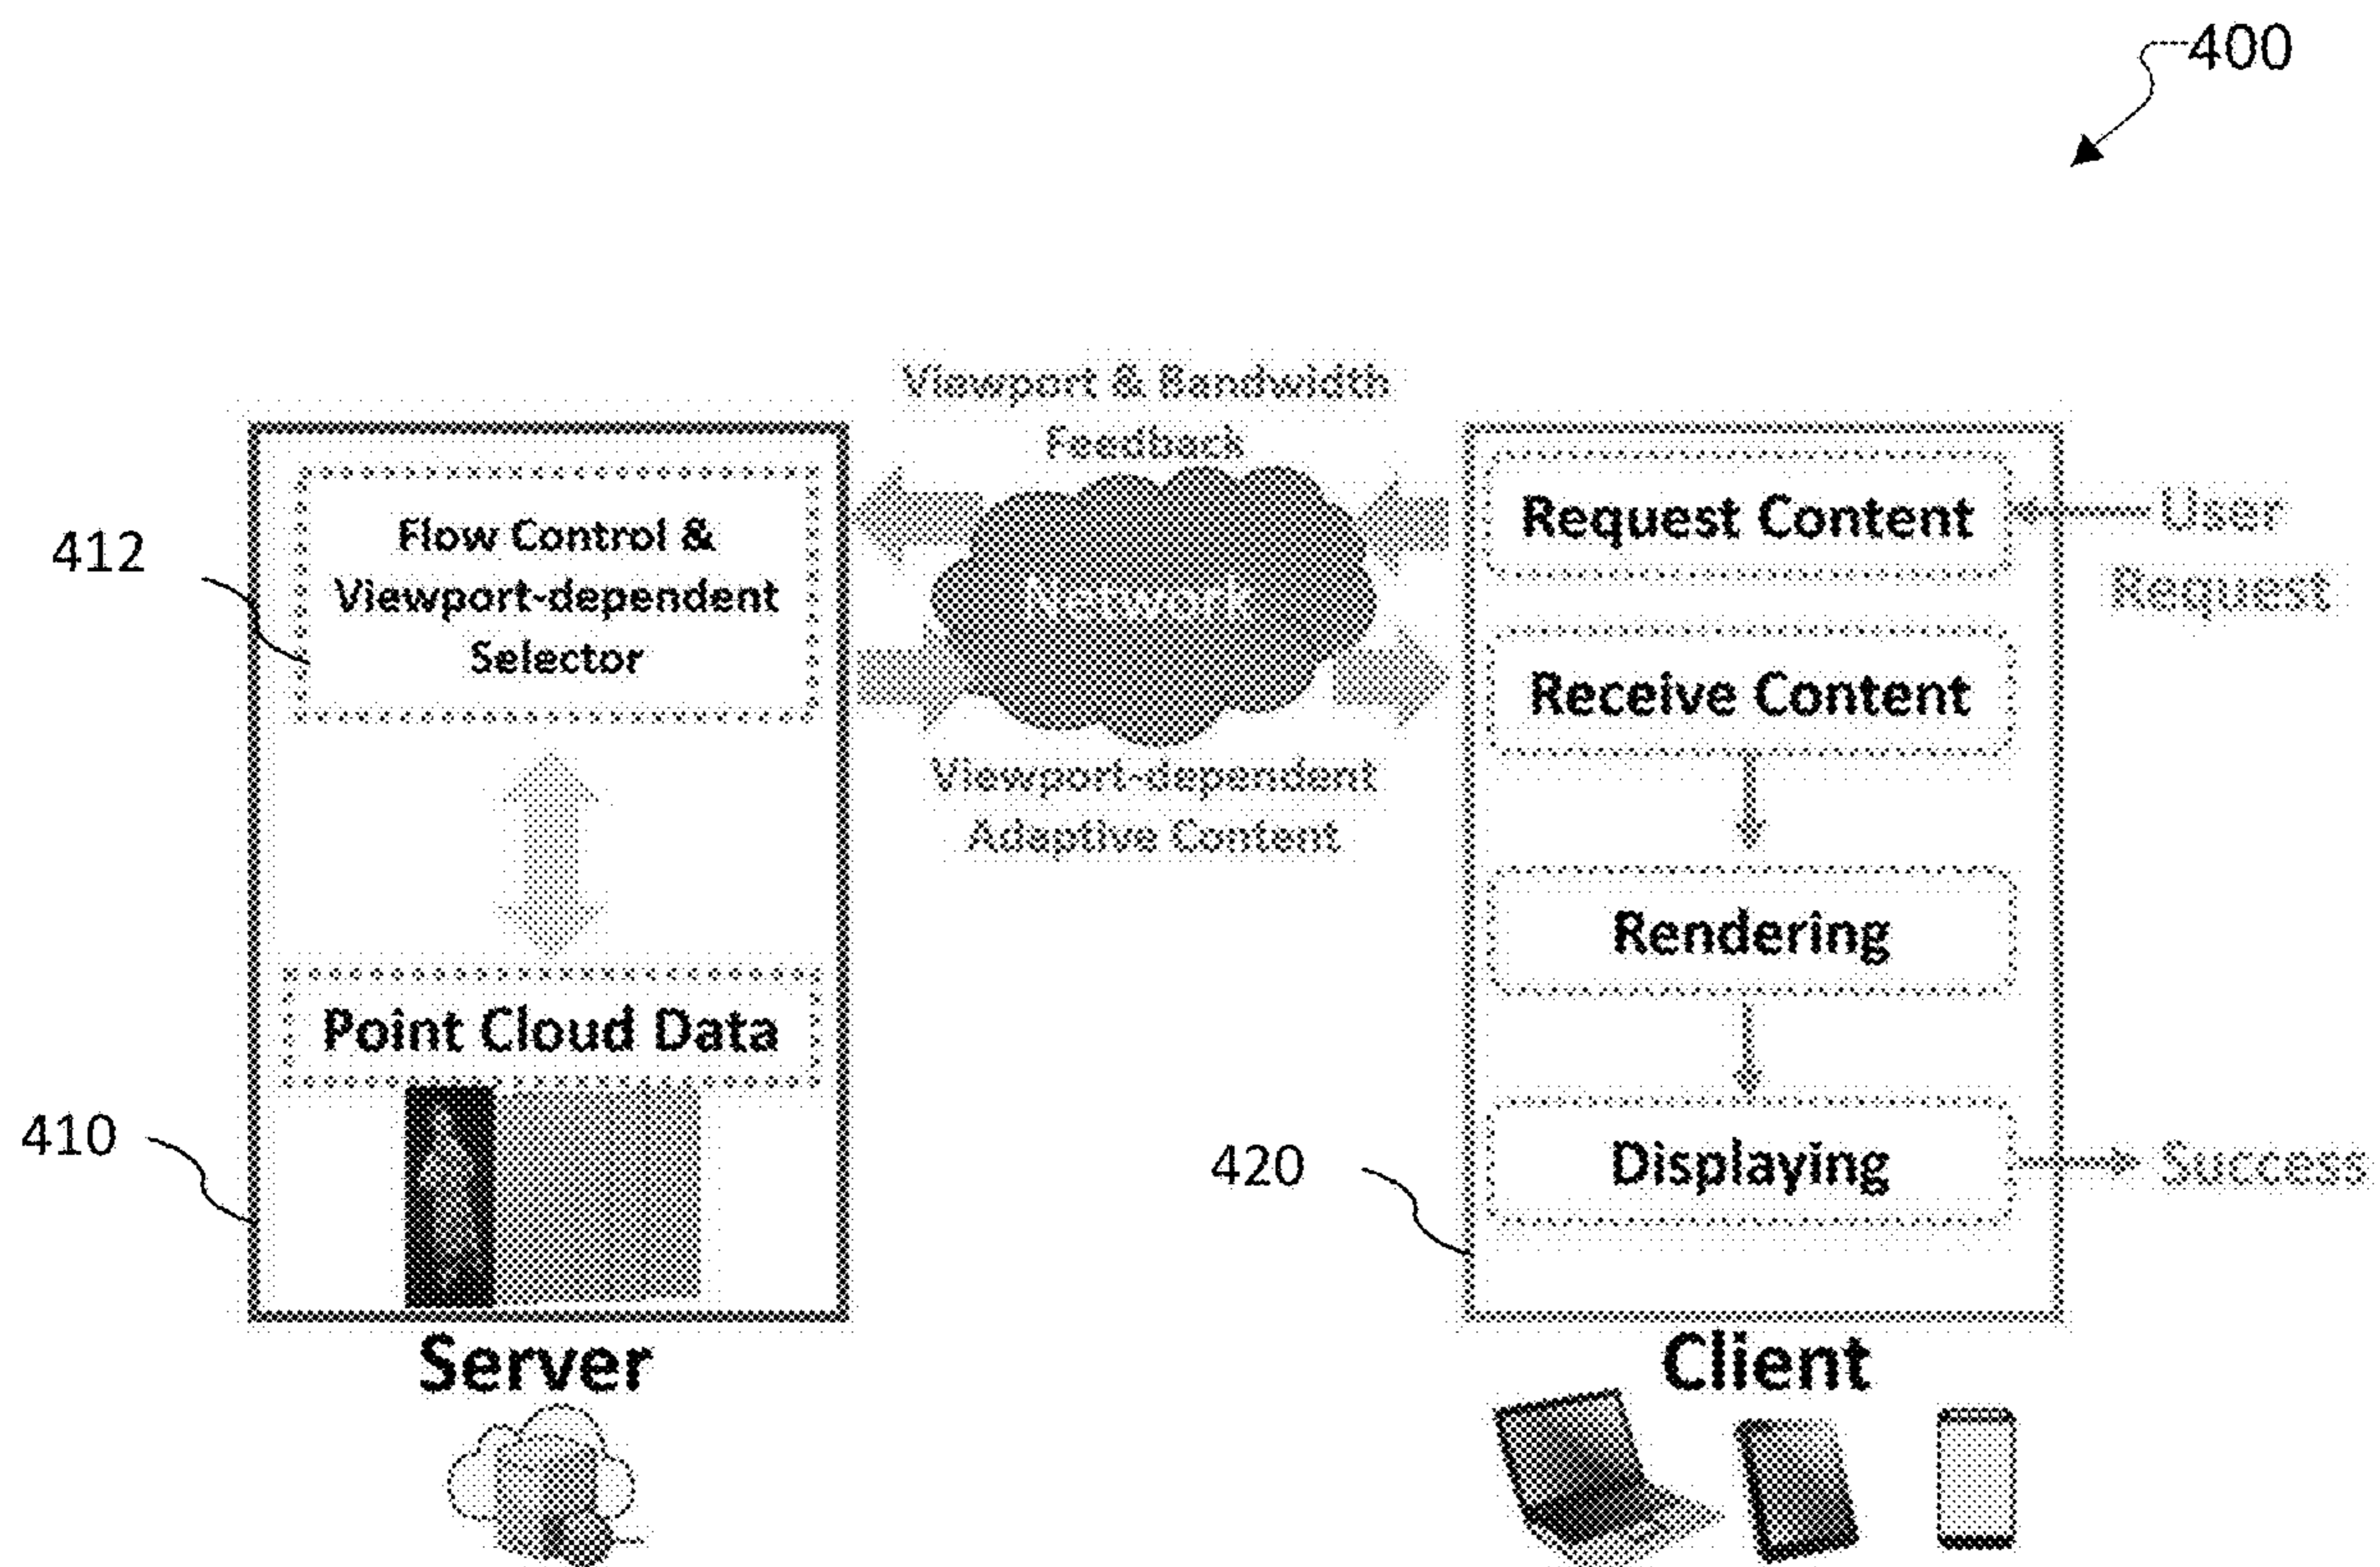 400
Viewport & Bandwidth
Feedback
412
Flow Control &
Viewport-dependent
Selector
Network
Request Content
User
Request
Receive Content
Viewport-dependent
Adaptive Content
Rendering
Point Cloud Data
410
420
Displaying
Success
Server
Client